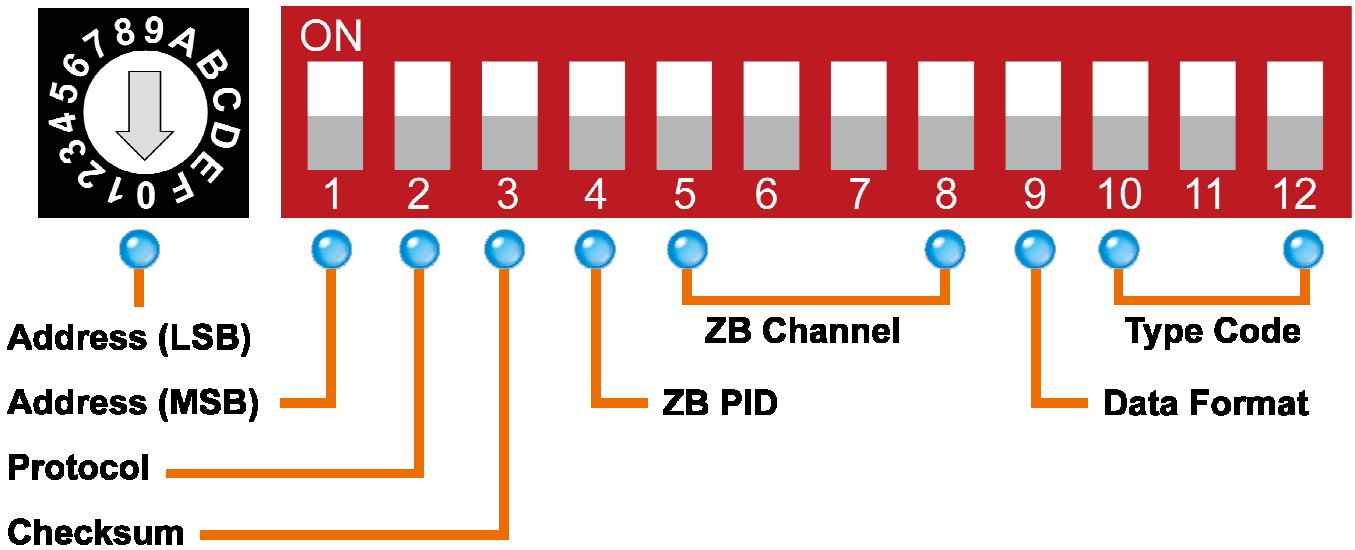 0 1 2 3 4 5 6 7 8 9 A B C D E F
ON
1 2 3 4 5 6 7 8 9 10 11 12
Address (LSB)
ZB Channel
Type Code
Address (MSB)
ZB PID
Data Format
Protocol
Checksum